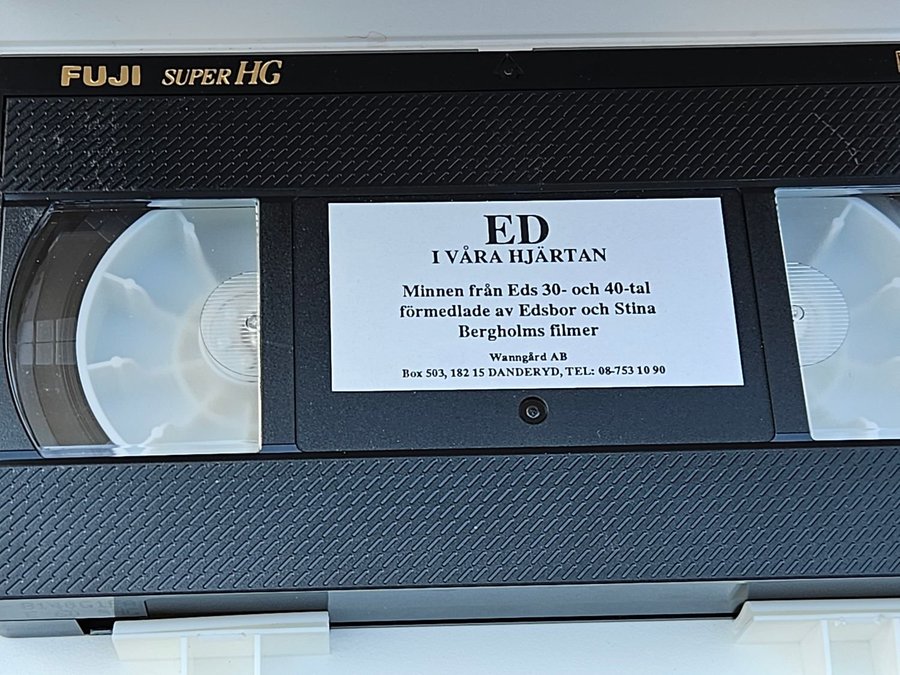 FUJI SUPER HG
ED
I VÅRA HJÄRTAN
Minnen från Eds 30- och 40-tal
förmedlade av Edsbor och Stina
Bergholms filmer
Wanngård AB
Box 503, 182 15 DANDERYD, TEL: 08-753 10 90